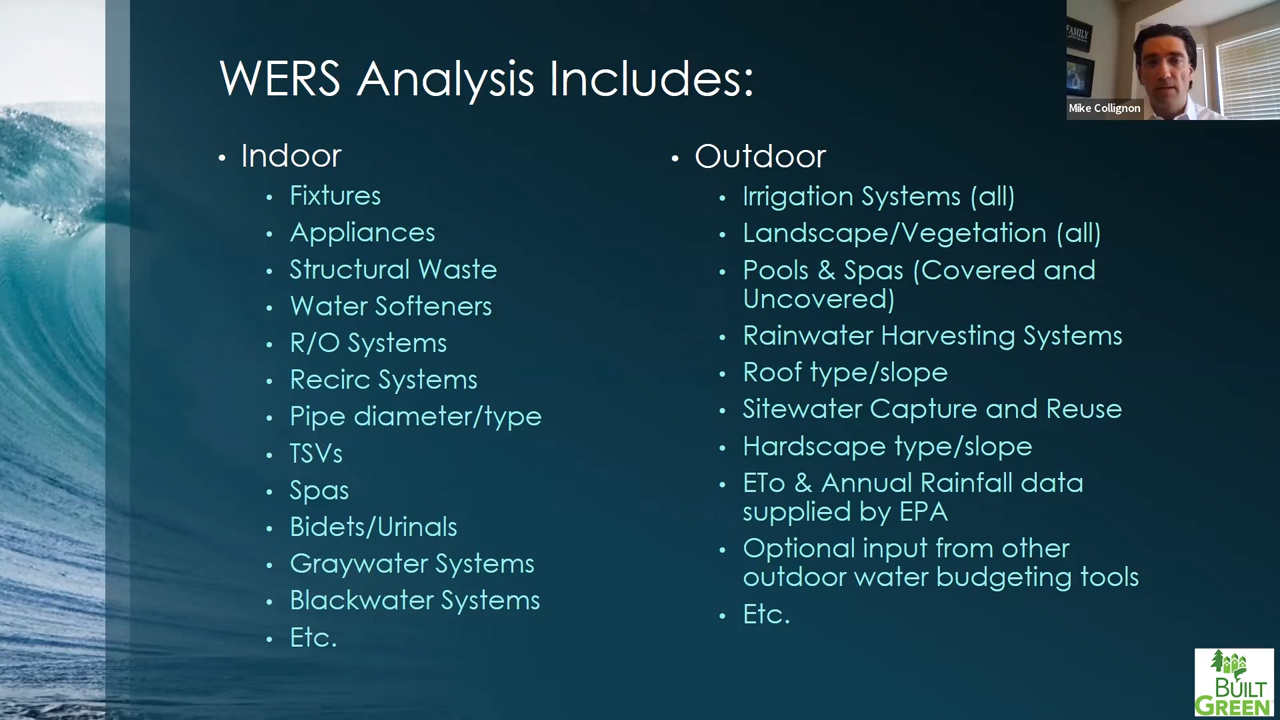 WERS Analysis Includes:
• Indoor
• Fixtures
• Appliances
• Structural Waste
• Water Softeners
• R/O Systems
• Recirc Systems
• Pipe diameter/type
• TSVs
• Spas
• Bidets/Urinals
• Graywater Systems
• Blackwater Systems
• Etc.
• Outdoor
• Irrigation Systems (all)
• Landscape/Vegetation (all)
• Pools & Spas (Covered and
Uncovered)
• Rainwater Harvesting Systems
• Roof type/slope
• Sitewater Capture and Reuse
• Hardscape type/slope
• ETo & Annual Rainfall data
supplied by EPA
• Optional input from other
outdoor water budgeting tools
• Etc.
FAMILY
Mike Collignon
BUILT
GREEN